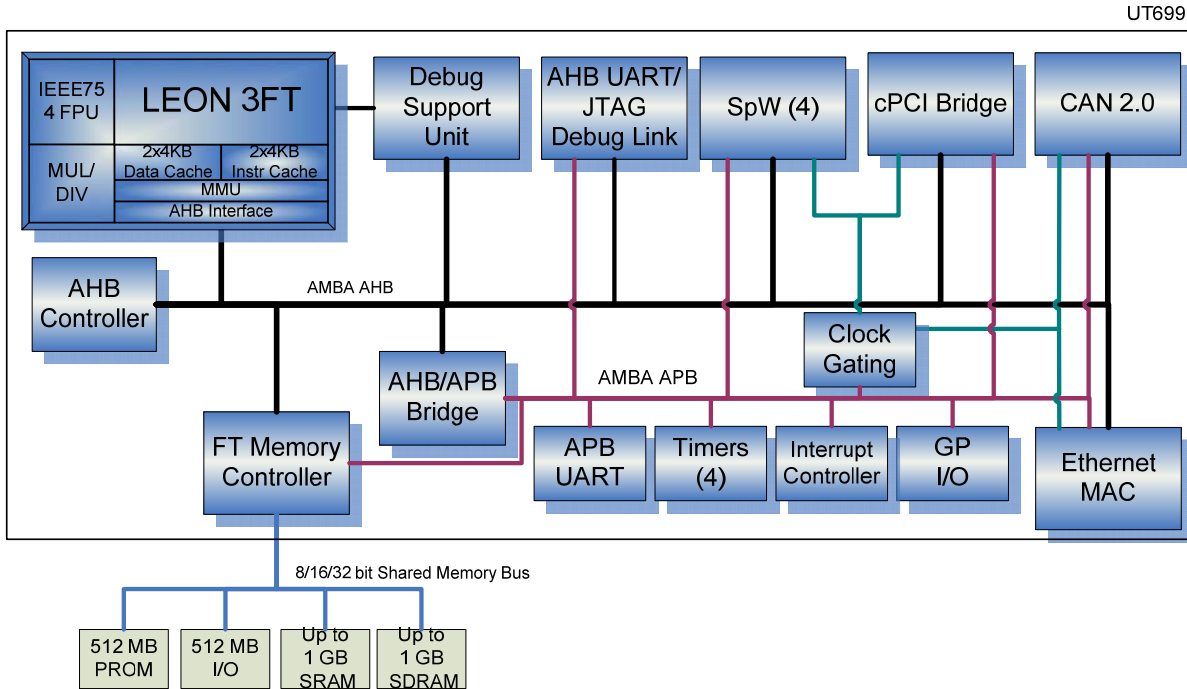 UT699
IEEE75
4 FPU
LEON 3FT
MUL/
DIV
2x4KB
Data Cache
2x4KB
Instr Cache
MMU
AHB Interface
Debug
Support
Unit
AHB UART/
JTAG
Debug Link
SpW (4)
cPCI Bridge
CAN 2.0
AHB
Controller
AMBA AHB
Clock
Gating
AHB/APB
Bridge
AMBA APB
FT Memory
Controller
APB
UART
Timers
(4)
Interrupt
Controller
GP
I/O
Ethernet
MAC
8/16/32 bit Shared Memory Bus
512 MB
PROM
512 MB
I/O
Up to
1 GB
SRAM
Up to
1 GB
SDRAM